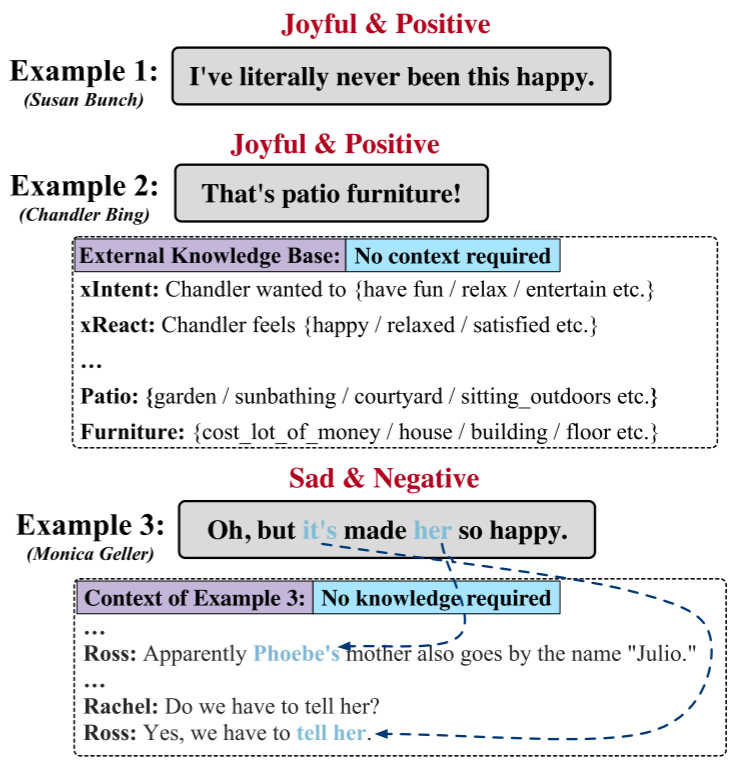 Joyful & Positive
Example 1: I've literally never been this happy.
(Susan Bunch)
Joyful & Positive
Example 2: That's patio furniture!
(Chandler Bing)
External Knowledge Base: No context required
xIntent: Chandler wanted to {have fun / relax / entertain etc.}
xReact: Chandler feels {happy / relaxed / satisfied etc.}
...
Patio: {garden / sunbathing / courtyard / sitting_outdoors etc.}
Furniture: {cost_lot_of_money / house / building / floor etc.}
Sad & Negative
Example 3: Oh, but it's made her so happy.
(Monica Geller)
Context of Example 3: No knowledge required
...
Ross: Apparently Phoebe's mother also goes by the name "Julio."
...
Rachel: Do we have to tell her?
Ross: Yes, we have to tell her.